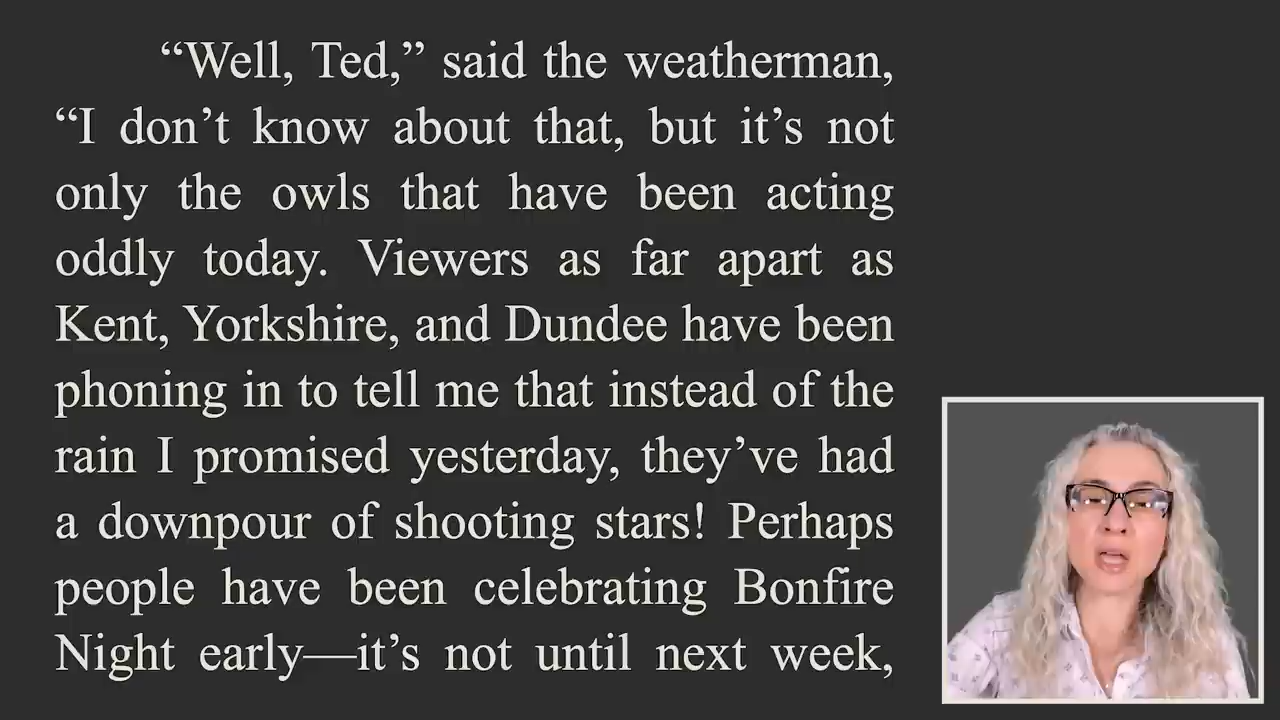 “Well, Ted,” said the weatherman,
“I don’t know about that, but it’s not
only the owls that have been acting
oddly today. Viewers as far apart as
Kent, Yorkshire, and Dundee have been
phoning in to tell me that instead of the
rain I promised yesterday, they’ve had
a downpour of shooting stars! Perhaps
people have been celebrating Bonfire
Night early—it’s not until next week,